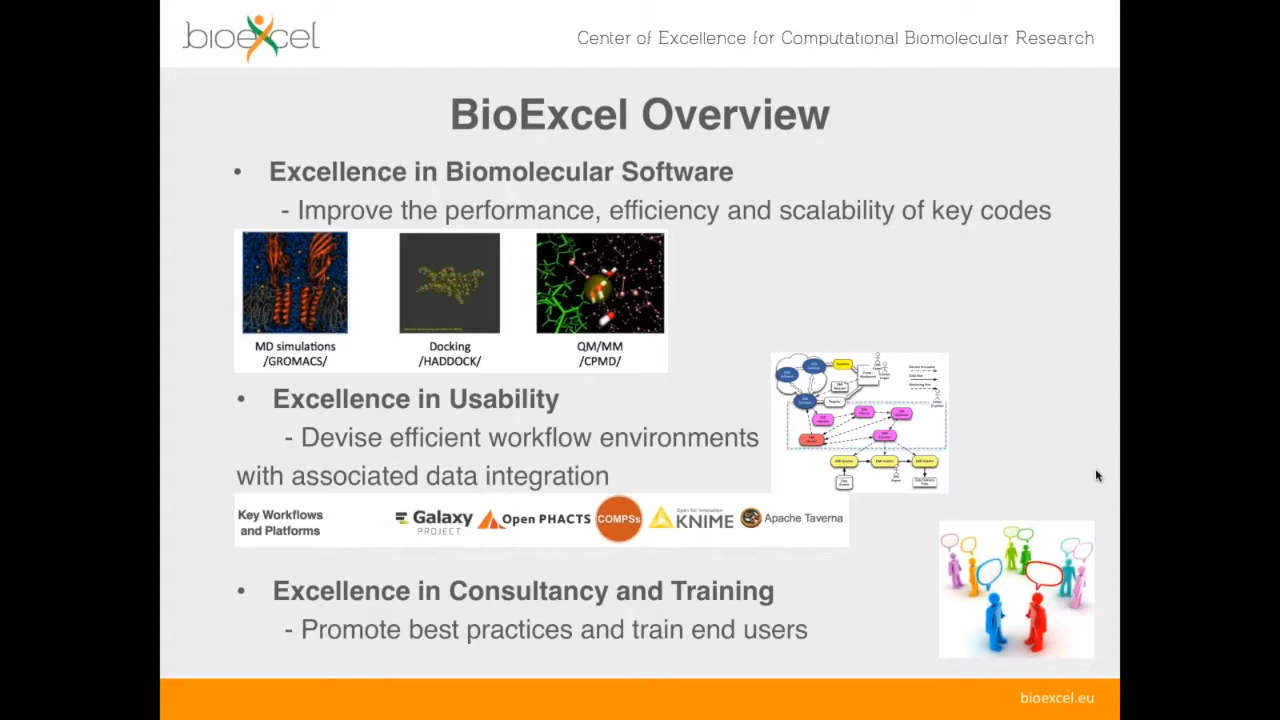 bioexcel
Center of Excellence for Computational Biomolecular Research
BioExcel Overview
• Excellence in Biomolecular Software
- Improve the performance, efficiency and scalability of key codes
MD simulations
/GROMACS/
Docking
/HADDOCK/
QM/MM
/CPMD/
• Excellence in Usability
- Devise efficient workflow environments
with associated data integration
Key Workflows
and Platforms
Galaxy
PROJECT
Open PHACTS
COMPSs
Open for Innovation
KNIME
Apache Taverna
• Excellence in Consultancy and Training
- Promote best practices and train end users
bioexcel.eu